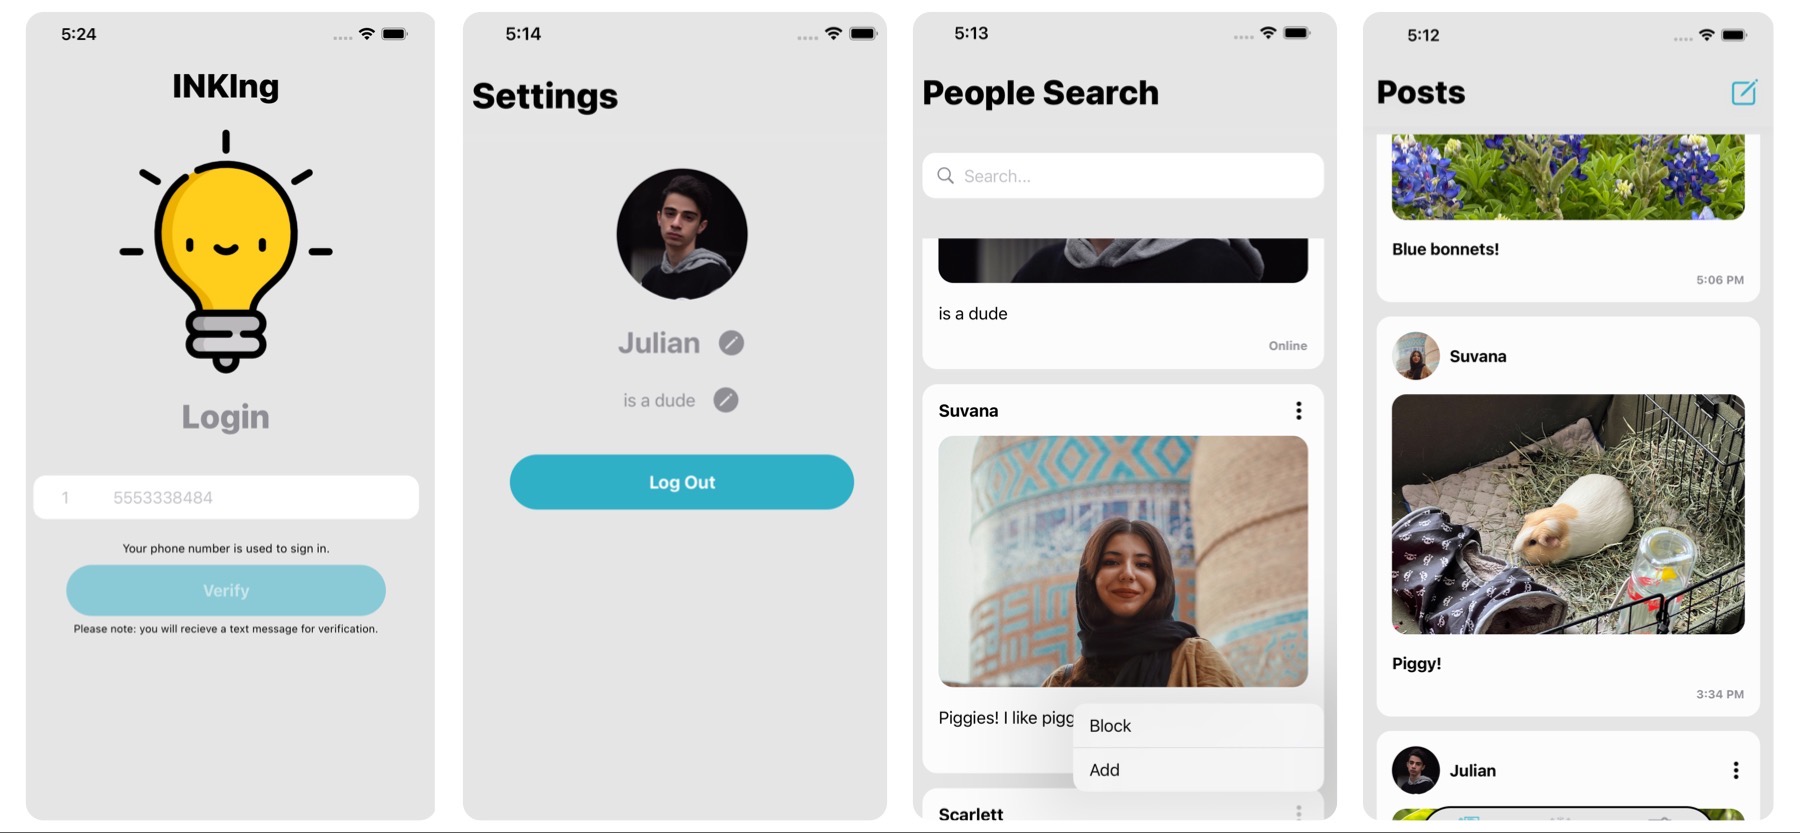 5:24
INKIng
Login
1 5553338484
Your phone number is used to sign in.
Verify
Please note: you will recieve a text message for verification.
5:14
Settings
Julian
is a dude
Log Out
5:13
People Search
Search...
is a dude
Online
Suvana
Piggies! I like pigg
Block
Add
Scarlett
5:12
Posts
Blue bonnets!
5:06 PM
Suvana
Piggy!
3:34 PM
Julian